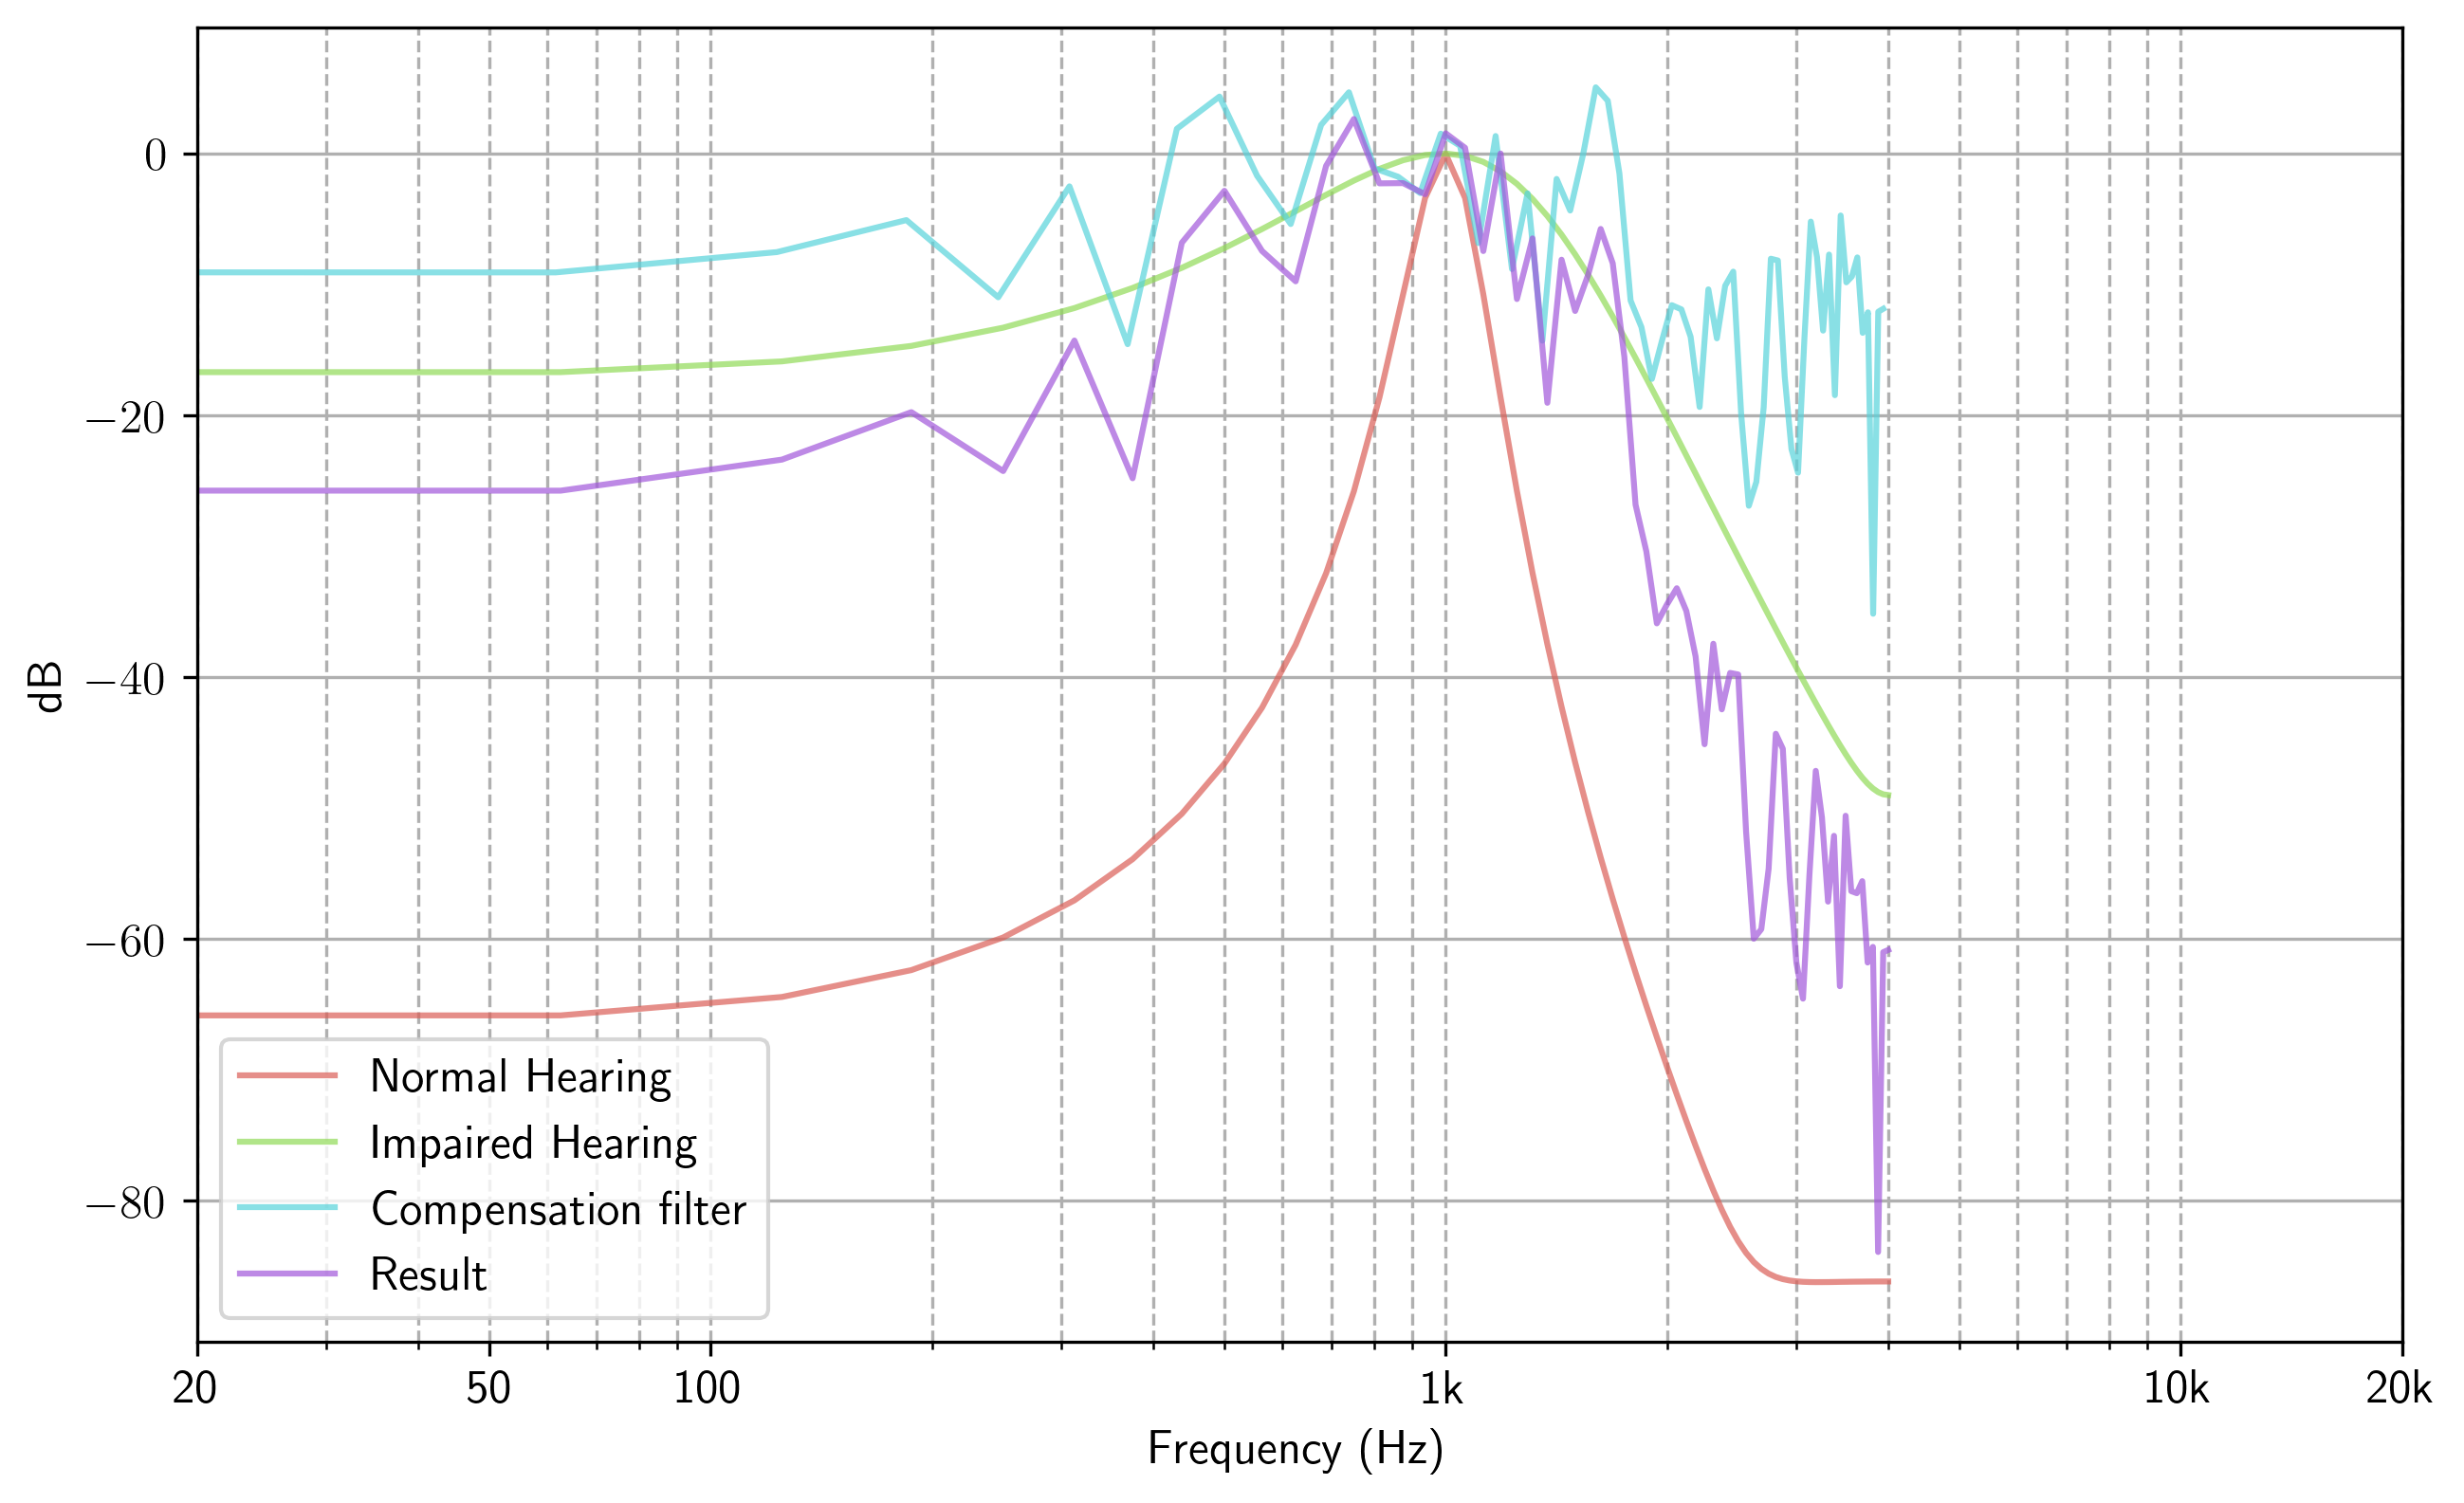 0
−20
−40
−60
−80
dB
Normal Hearing
Impaired Hearing
Compensation filter
Result
20 50 100 1k 10k 20k
Frequency (Hz)